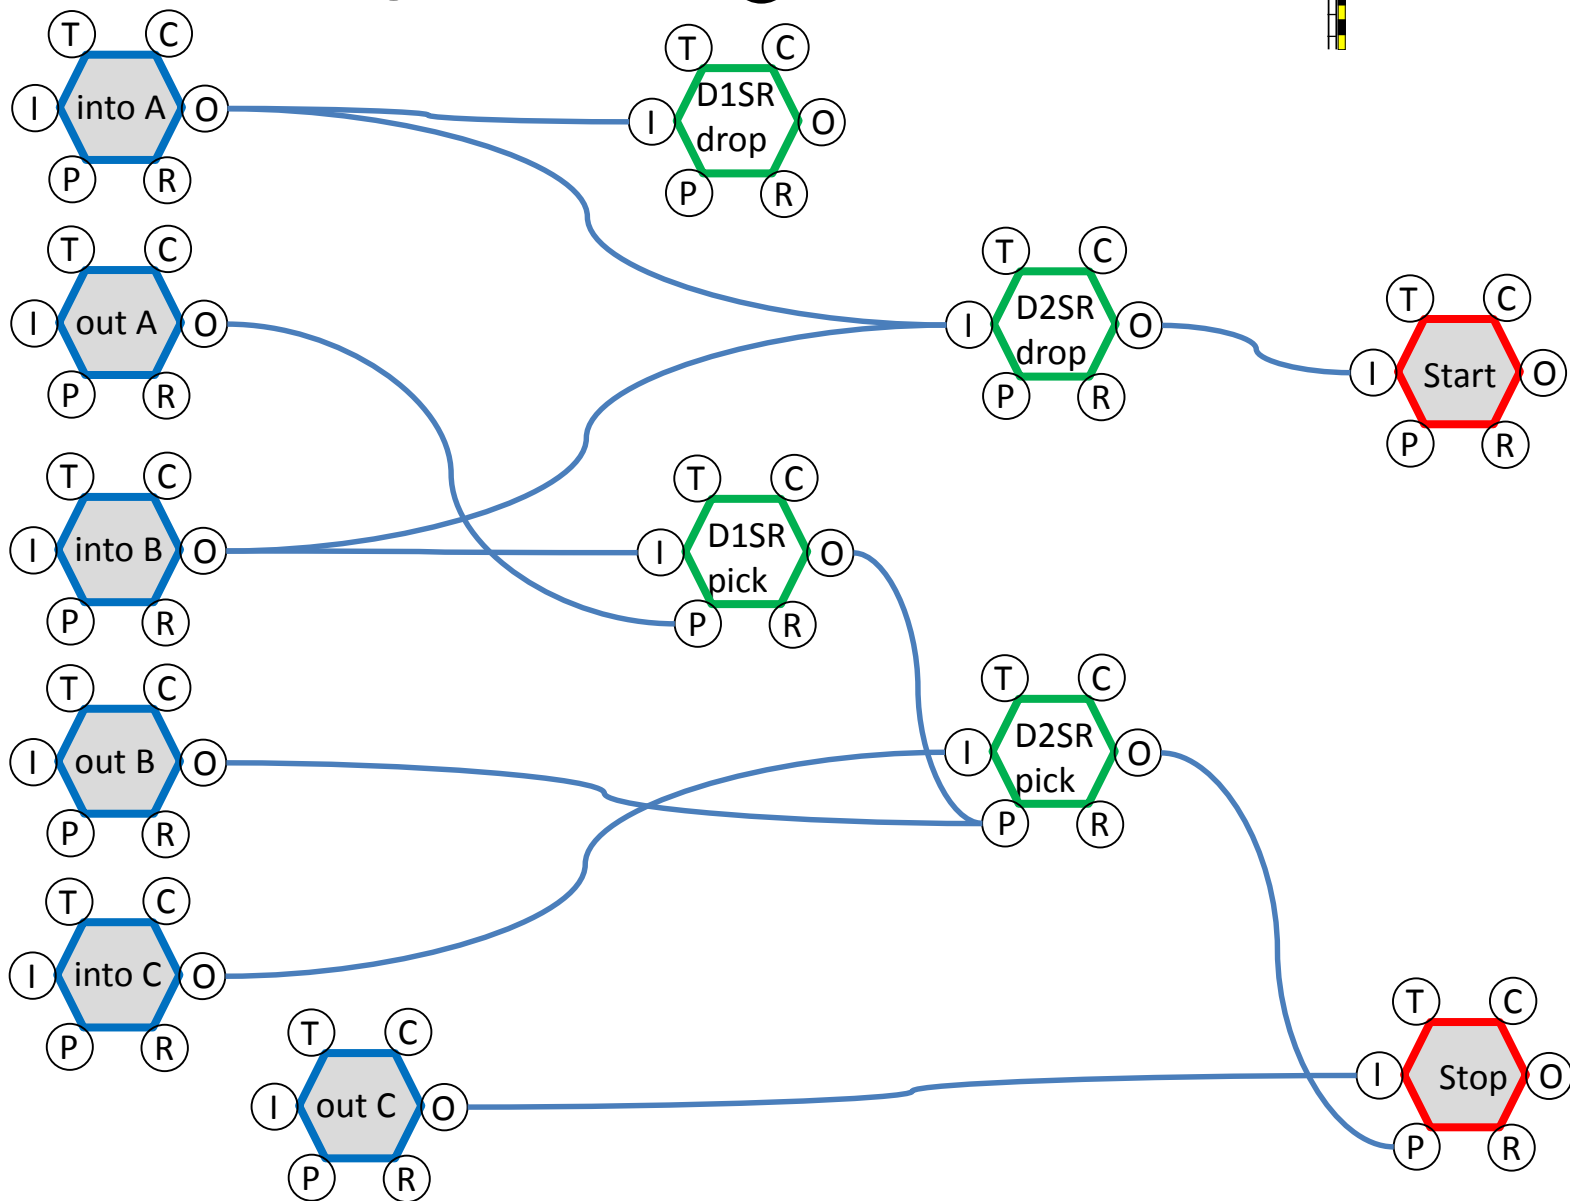 T C
I into A O
P R
T C
I D1SR drop O
P R
T C
I out A O
P R
T C
I D2SR drop O
P R
T C
I Start O
P R
T C
I into B O
P R
T C
I D1SR pick O
P R
T C
I out B O
P R
T C
I D2SR pick O
P R
T C
I into C O
P R
T C
I out C O
P R
T C
I Stop O
P R